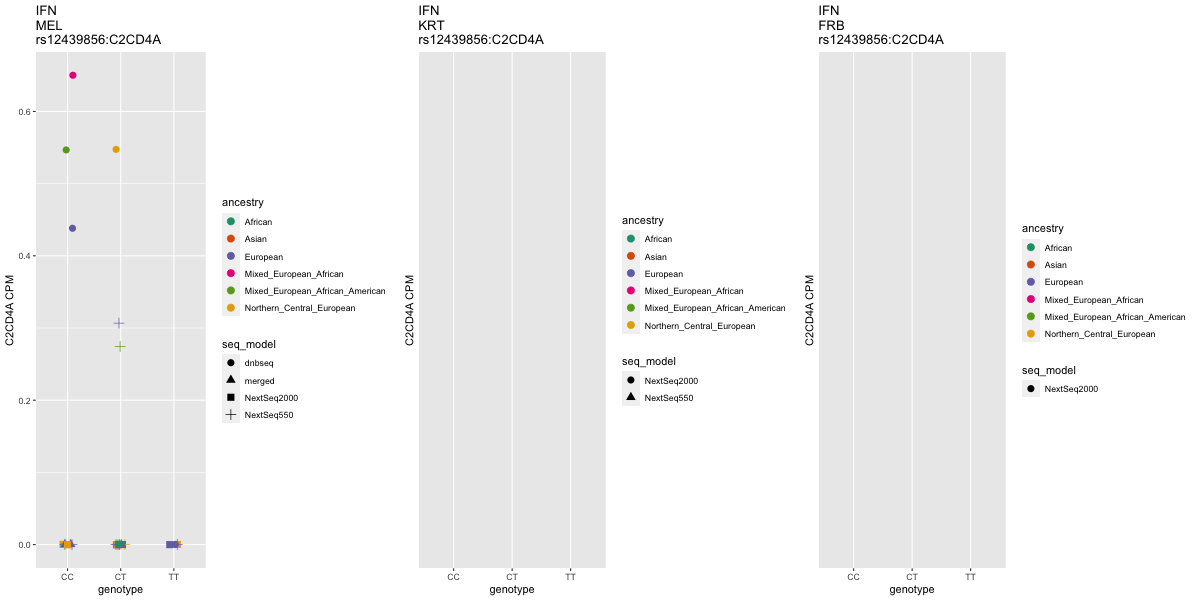 IFN
MEL
rs12439856:C2CD4A
C2CD4A CPM
0.6
0.4
0.2
0.0
CC
CT
TT
genotype
ancestry
African
Asian
European
Mixed_European_African
Mixed_European_African_American
Northern_Central_European
seq_model
dnbseq
merged
NextSeq2000
NextSeq550
IFN
KRT
rs12439856:C2CD4A
C2CD4A CPM
CC
CT
TT
genotype
ancestry
African
Asian
European
Mixed_European_African
Mixed_European_African_American
Northern_Central_European
seq_model
NextSeq2000
NextSeq550
IFN
FRB
rs12439856:C2CD4A
C2CD4A CPM
CC
CT
TT
genotype
ancestry
African
Asian
European
Mixed_European_African
Mixed_European_African_American
Northern_Central_European
seq_model
NextSeq2000